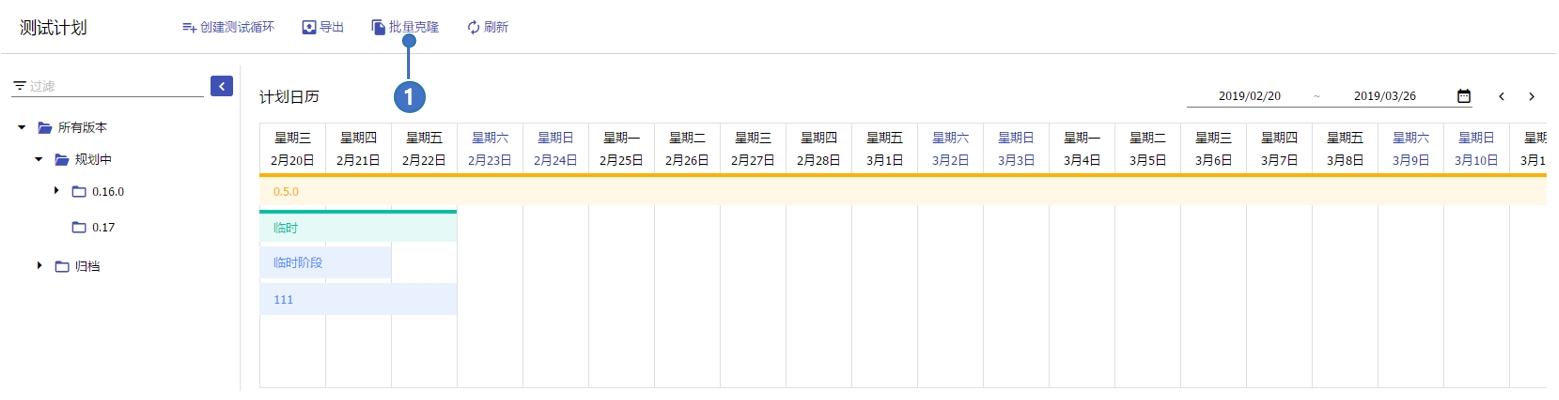 测试计划 创建测试循环 导出 批量克隆 刷新
1
过滤
计划日历 2019/02/20 ~ 2019/03/26
所有版本
规划中
0.16.0
0.17
归档
星期三 星期四 星期五 星期六 星期日 星期一 星期二 星期三 星期四 星期五 星期六 星期日 星期一 星期二 星期三 星期四 星期五 星期六 星期日 星期
2月20日 2月21日 2月22日 2月23日 2月24日 2月25日 2月26日 2月27日 2月28日 3月1日 3月2日 3月3日 3月4日 3月5日 3月6日 3月7日 3月8日 3月9日 3月10日 3月1
0.5.0
临时
临时阶段
111